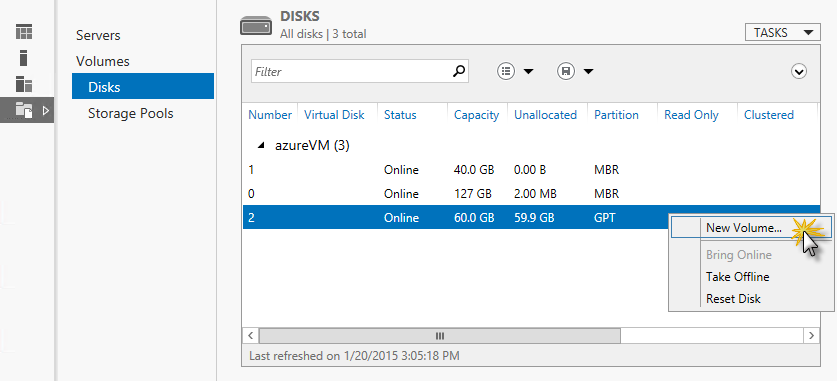 Servers
Volumes
Disks
Storage Pools
DISKS
All disks | 3 total
TASKS
Filter
Number Virtual Disk Status Capacity Unallocated Partition Read Only Clustered
azureVM (3)
1 Online 40.0 GB 0.00 B MBR
0 Online 127 GB 2.00 MB MBR
2 Online 60.0 GB 59.9 GB GPT
New Volume...
Bring Online
Take Offline
Reset Disk
Last refreshed on 1/20/2015 3:05:18 PM